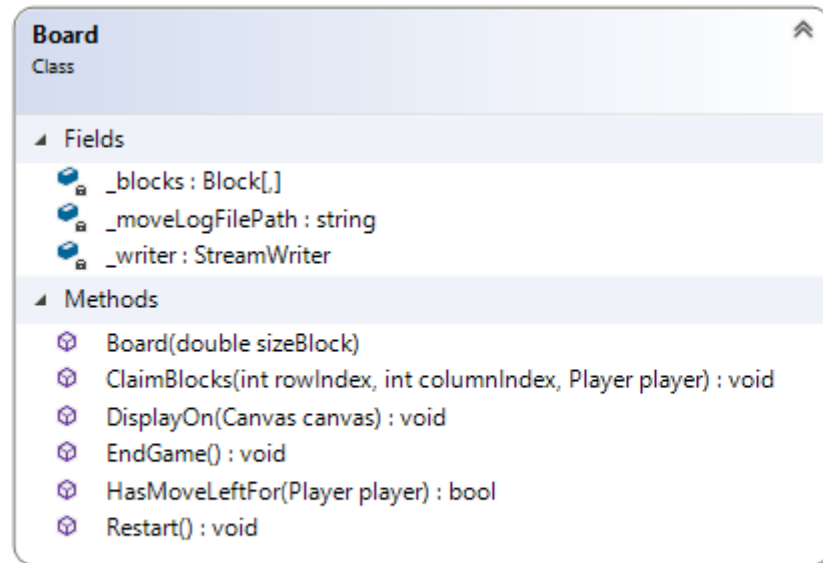 Board
Class
Fields
_blocks : Block[,]
_moveLogFilePath : string
_writer : StreamWriter
Methods
Board(double sizeBlock)
ClaimBlocks(int rowIndex, int columnIndex, Player player) : void
DisplayOn(Canvas canvas) : void
EndGame() : void
HasMoveLeftFor(Player player) : bool
Restart() : void